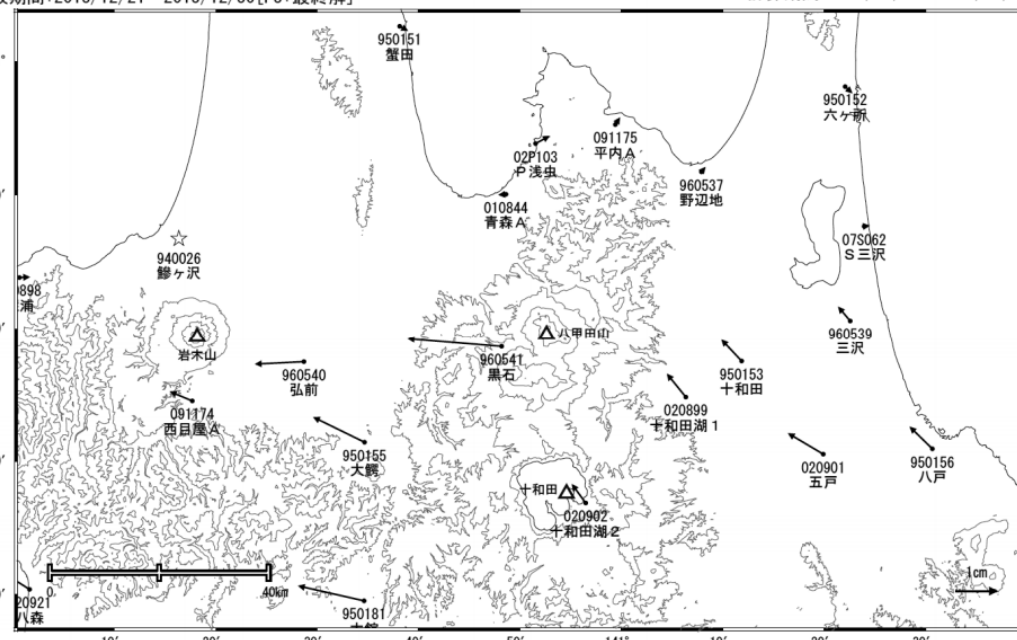 950151
蟹田
950152
六ヶ所
091175
平内A
02P103
P浅虫
960537
野辺地
010844
青森A
07S062
S三沢
940026
鰺ヶ沢
898
浦
岩木山
八甲田山
960539
三沢
960541
黒石
960540
弘前
950153
十和田
020899
十和田湖1
091174
西目屋A
950155
大鰐
020901
五戸
950156
八戸
十和田
020902
十和田湖2
1cm
0
40km
20921
八森
950181
141°